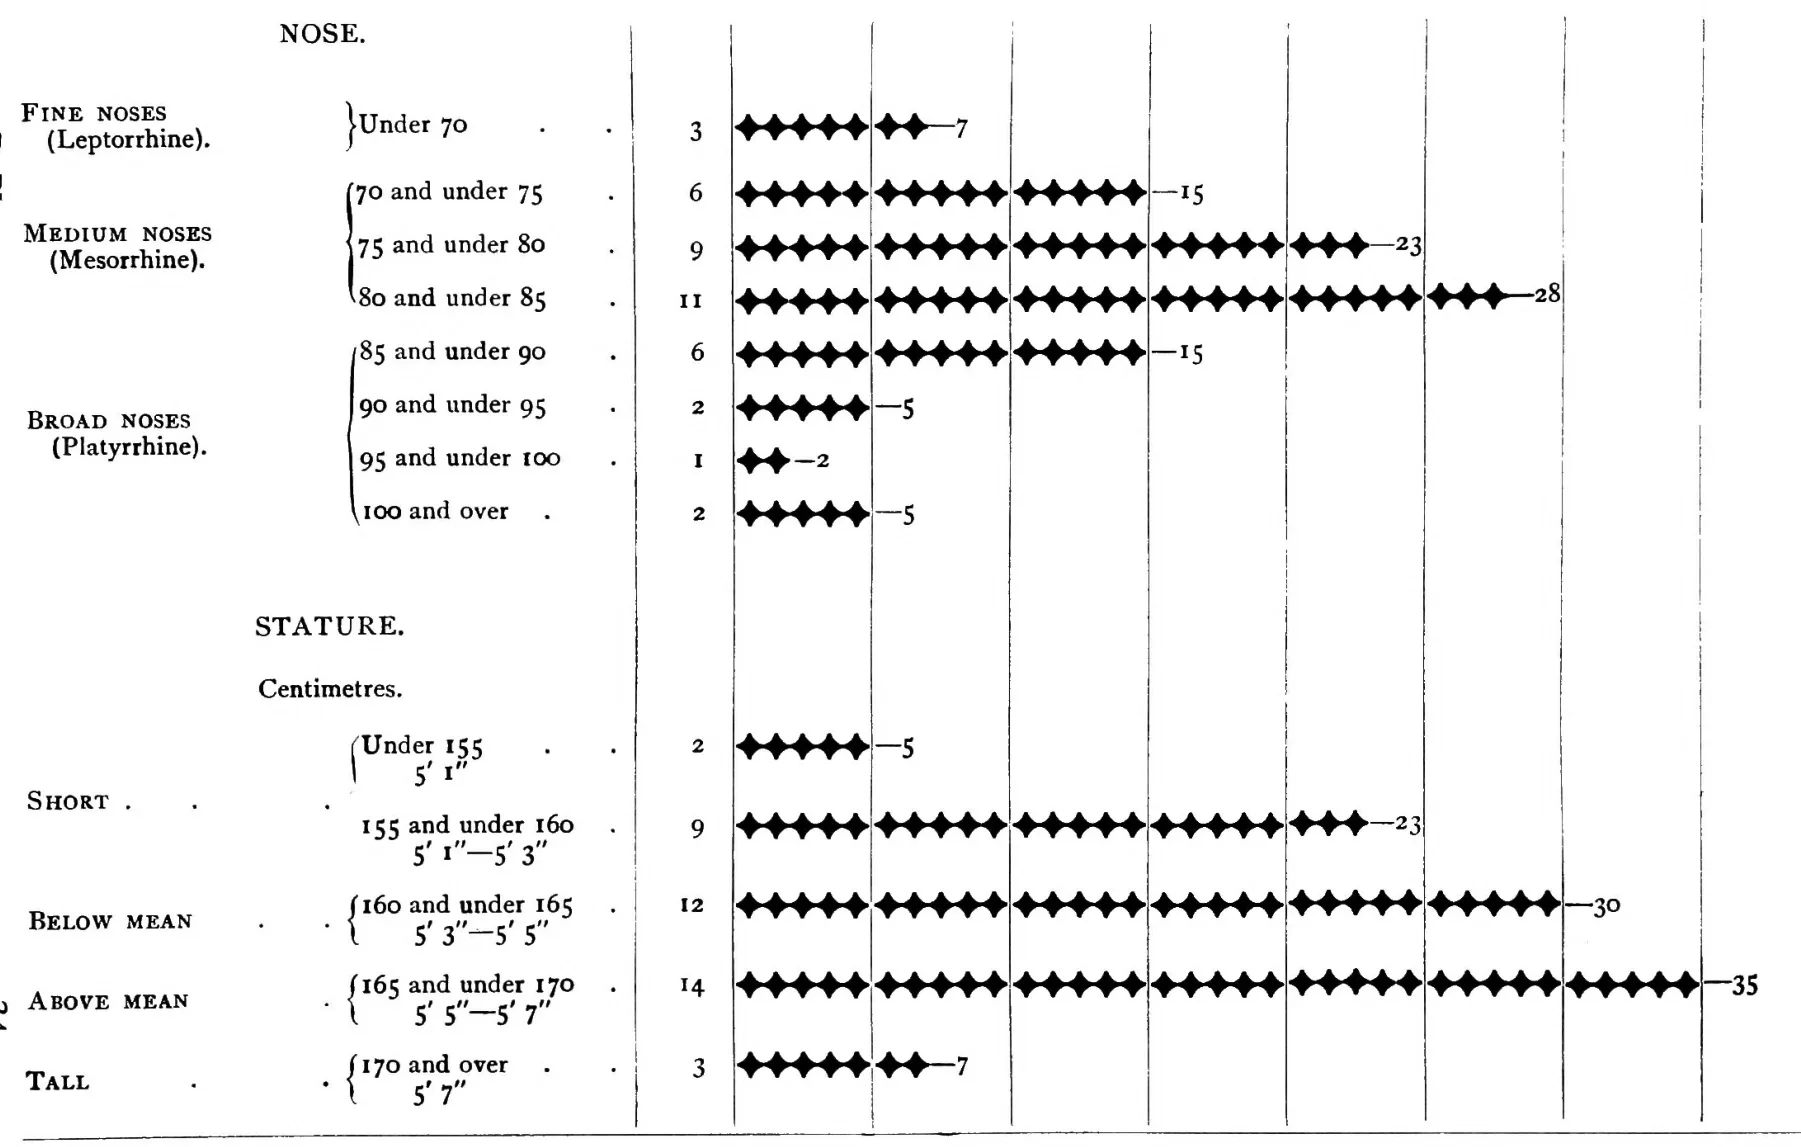 NOSE.
FINE NOSES
(Leptorrhine).
Under 70 . . 3 —7
70 and under 75 . 6 —15
MEDIUM NOSES
(Mesorrhine).
75 and under 80 . 9 —23
80 and under 85 . 11 —28
85 and under 90 . 6 —15
90 and under 95 . 2 —5
BROAD NOSES
(Platyrrhine).
95 and under 100 . 1 —2
100 and over . 2 —5
STATURE.
Centimetres.
Under 155 . . 2 —5
5′ 1″
SHORT . . .
155 and under 160 . 9 —23
5′ 1″—5′ 3″
BELOW MEAN . . 160 and under 165 . 12 —30
5′ 3″—5′ 5″
ABOVE MEAN . 165 and under 170 . 14 —35
5′ 5″—5′ 7″
TALL . . 170 and over . . 3 —7
5′ 7″